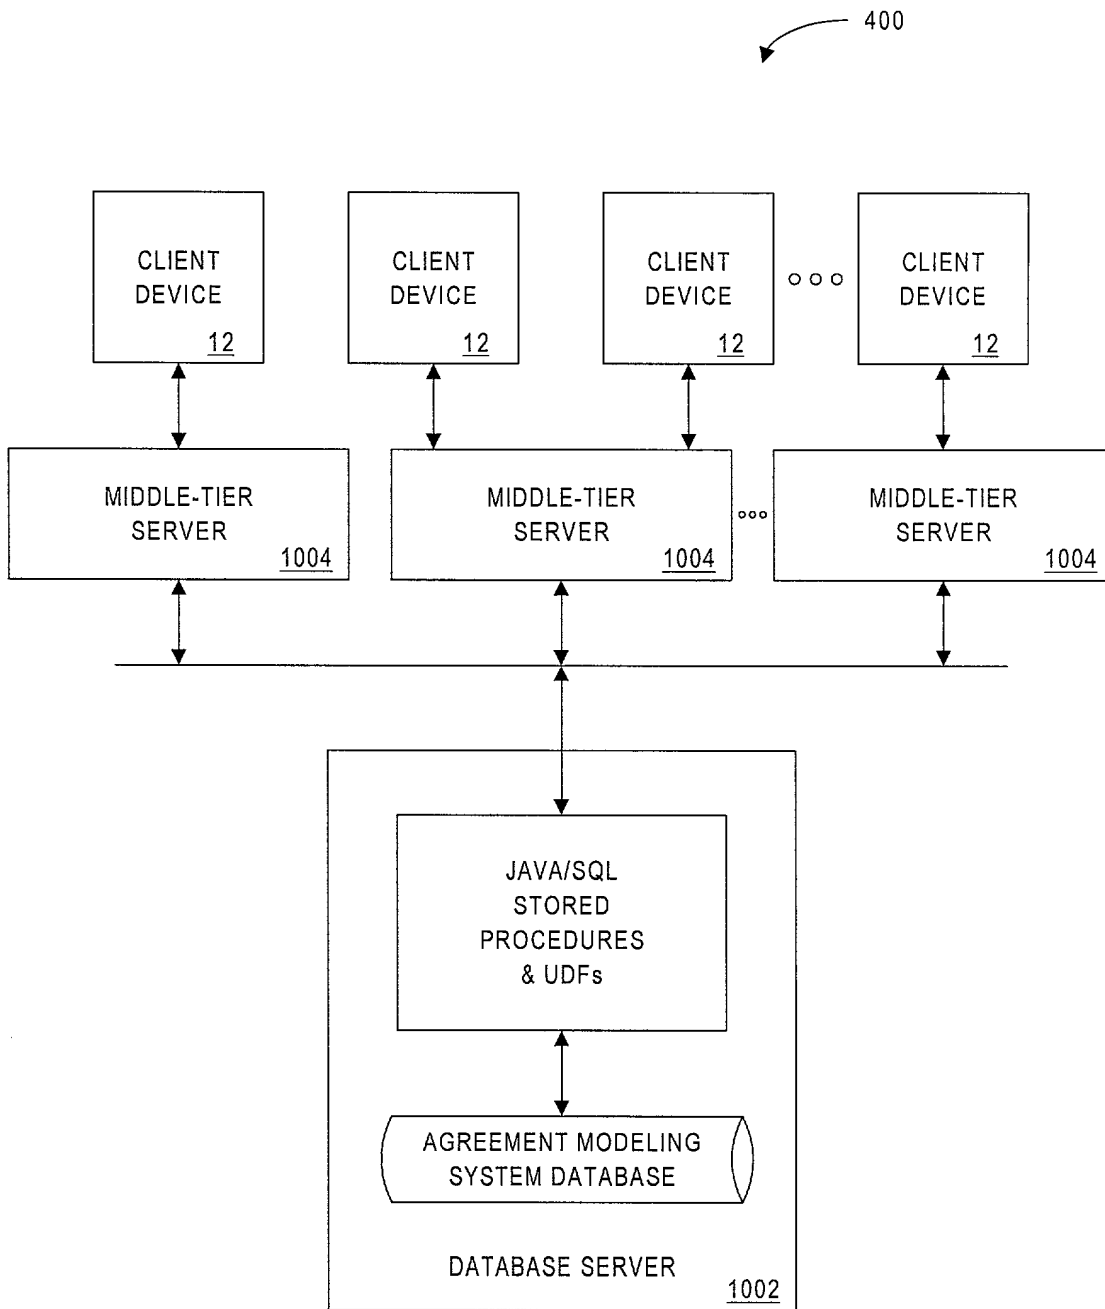 400
CLIENT
DEVICE
12
CLIENT
DEVICE
12
CLIENT
DEVICE
12
CLIENT
DEVICE
12
MIDDLE-TIER
SERVER
1004
MIDDLE-TIER
SERVER
1004
MIDDLE-TIER
SERVER
1004
JAVA/SQL
STORED
PROCEDURES
& UDFs
AGREEMENT MODELING
SYSTEM DATABASE
DATABASE SERVER
1002